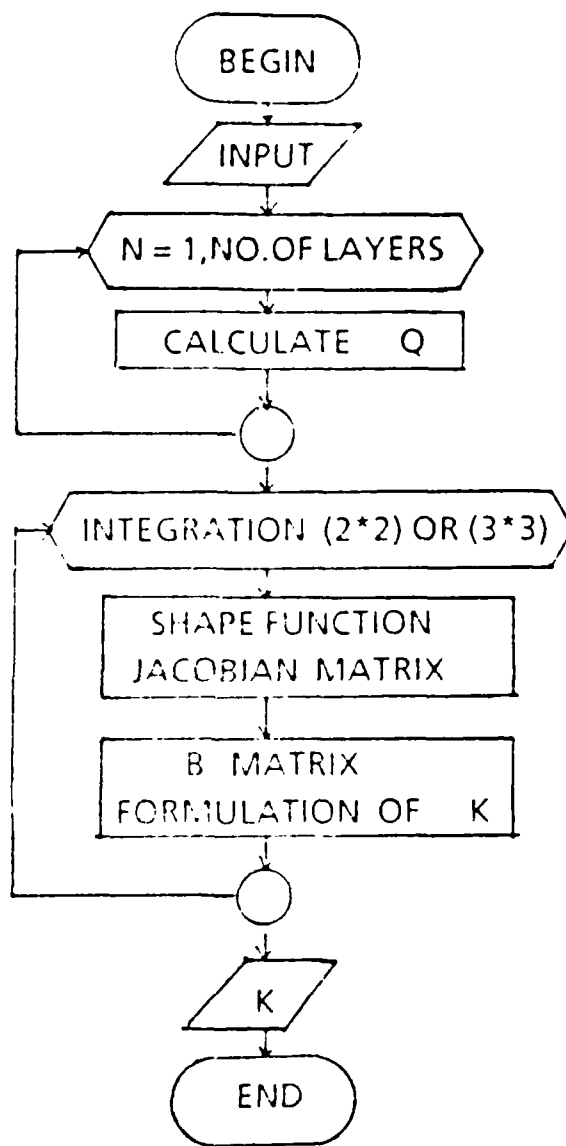 BEGIN
INPUT
N = 1,NO.OF LAYERS
CALCULATE Q
INTEGRATION (2*2) OR (3*3)
SHAPE FUNCTION
JACOBIAN MATRIX
B MATRIX
FORMULATION OF K
K
END